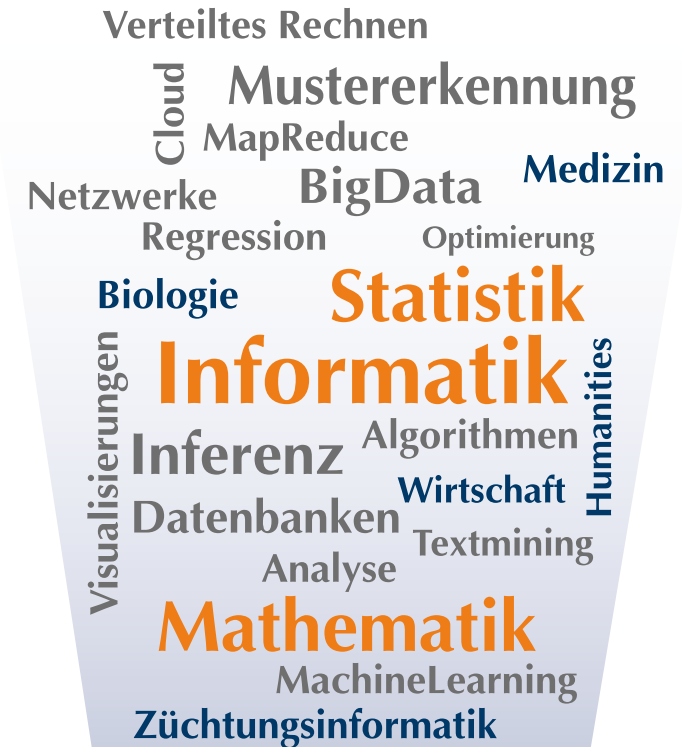 Verteiltes Rechnen
Cloud
Mustererkennung
MapReduce
Medizin
BigData
Netzwerke
Regression
Optimierung
Biologie
Statistik
Informatik
Visualisierungen
Humanities
Algorithmen
Inferenz
Wirtschaft
Datenbanken
Textmining
Analyse
Mathematik
MachineLearning
Züchtungsinformatik